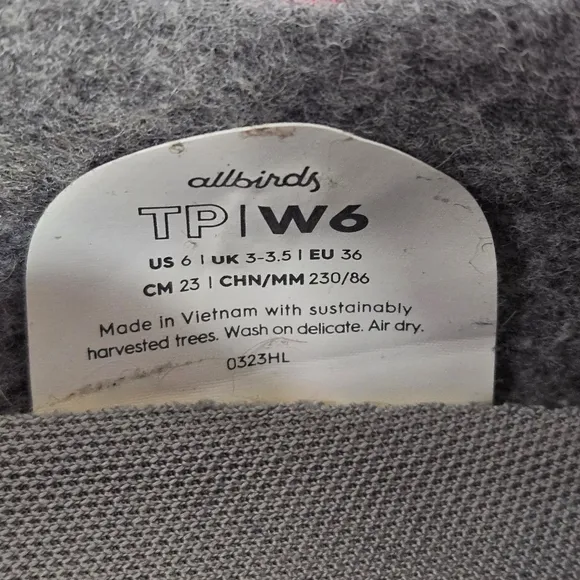 allbirds
TP|W6
US 6 | UK 3-3.5 | EU 36
CM 23 | CHN/MM 230/86
Made in Vietnam with sustainably
harvested trees. Wash on delicate. Air dry.
0323HL